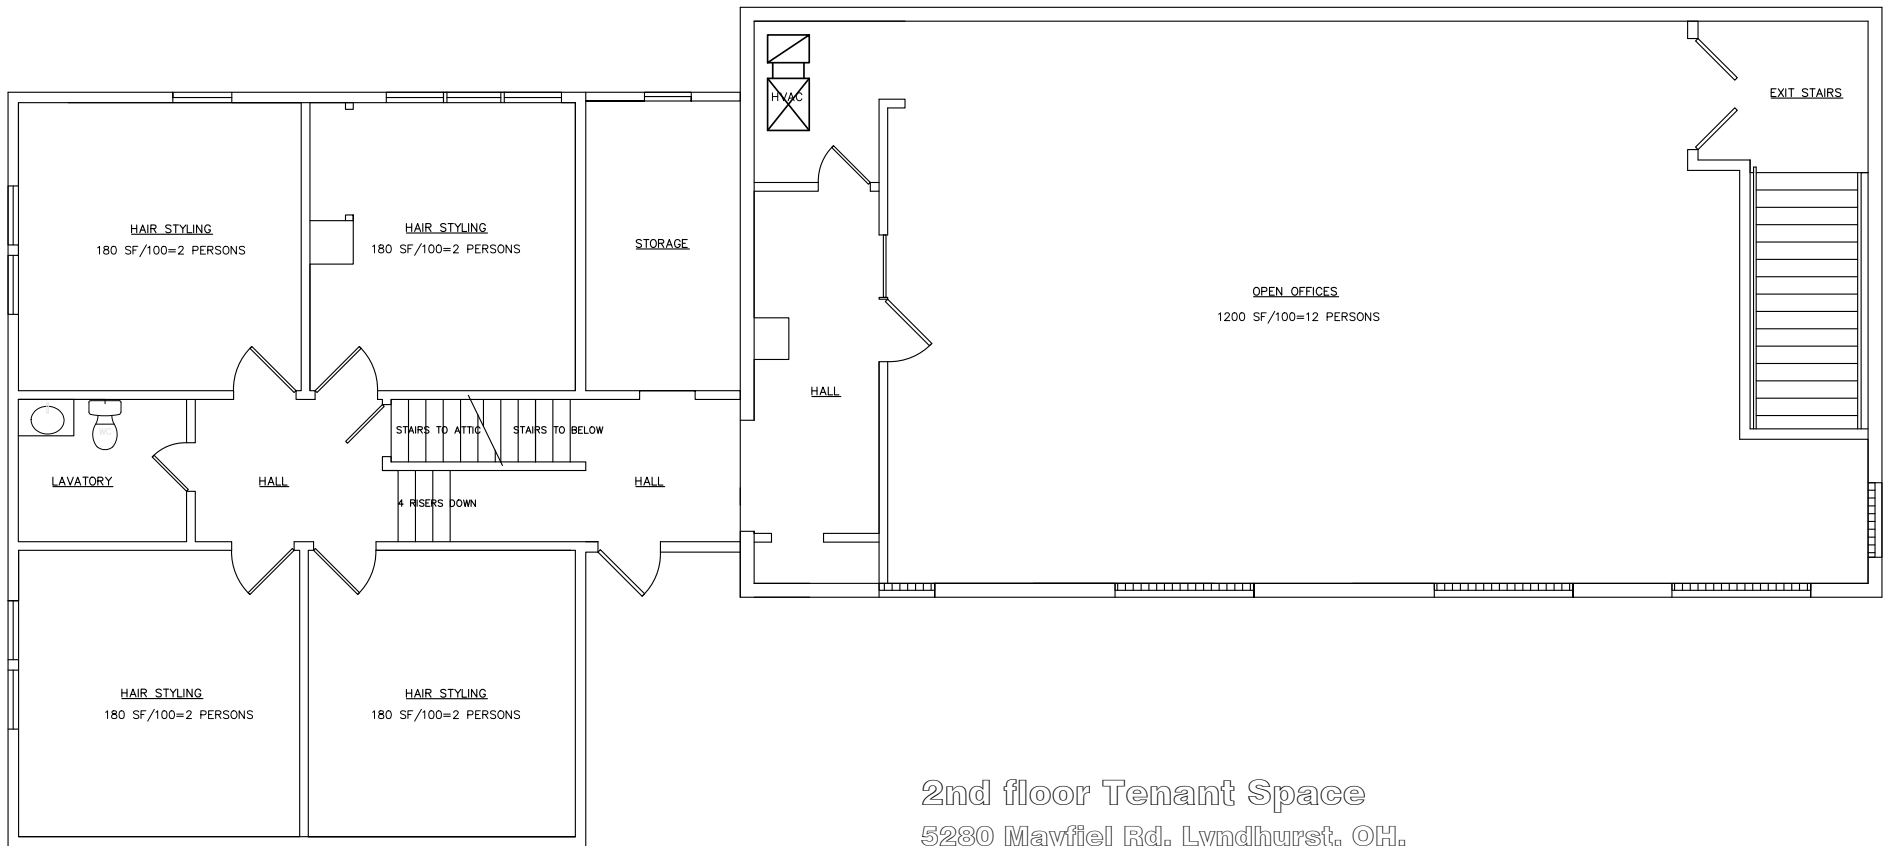 HVAC
EXIT STAIRS
HAIR STYLING
180 SF/100=2 PERSONS
HAIR STYLING
180 SF/100=2 PERSONS
STORAGE
OPEN OFFICES
1200 SF/100=12 PERSONS
HALL
WC
STAIRS TO ATTIC
STAIRS TO BELOW
LAVATORY
HALL
HALL
4 RISERS DOWN
HAIR STYLING
180 SF/100=2 PERSONS
HAIR STYLING
180 SF/100=2 PERSONS
2nd floor Tenant Space
5280 Mayfiel Rd. Lyndhurst. OH.